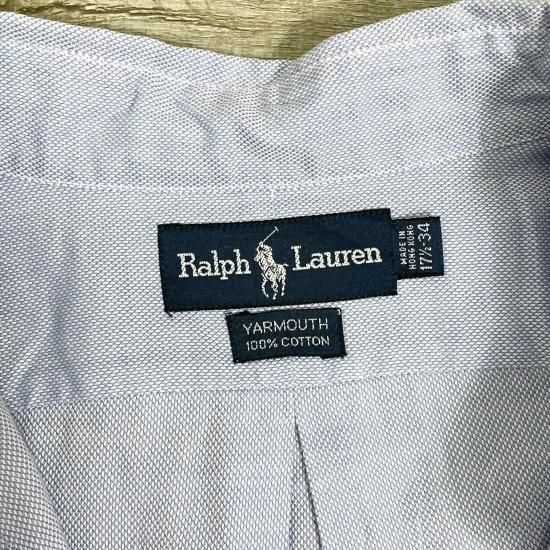 Ralph Lauren
MADE IN
HONG KONG
17½-34
YARMOUTH
100% COTTON